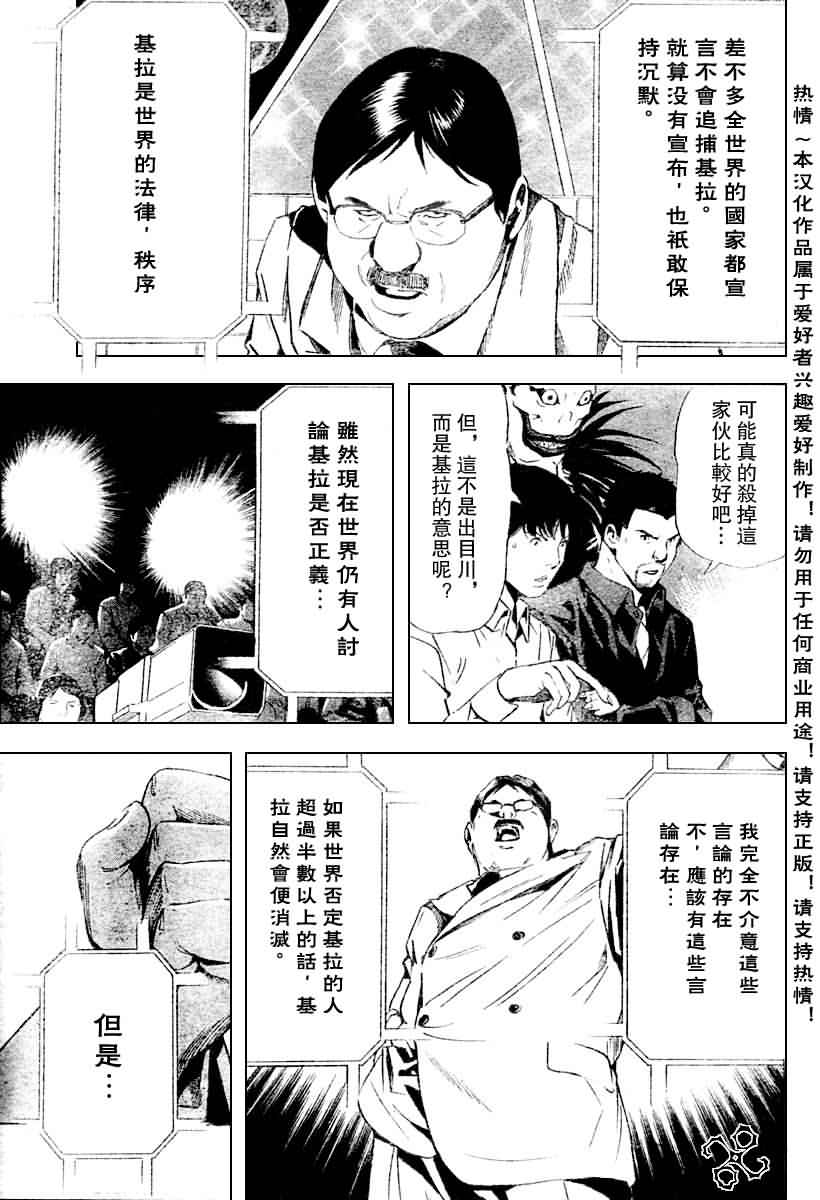 差不多全世界的國家都宣
言不會追捕基拉。
就算没有宣布，也衹敢保
持沉默。
基拉是世界的法律，秩序
可能真的殺掉這
家伙比較好吧…
但，這不是出目川，
而是基拉的意思呢？
雖然現在世界仍有人討
論基拉是否正義…
我完全不介意這些
言論的存在
不，應該有這些言
論存在…
如果世界否定基拉的人
超過半數以上的話，基
拉自然會便消滅。
但是…
热情～本汉化作品属于爱好者兴趣爱好制作！请勿用于任何商业用途！请支持正版！请支持热情！